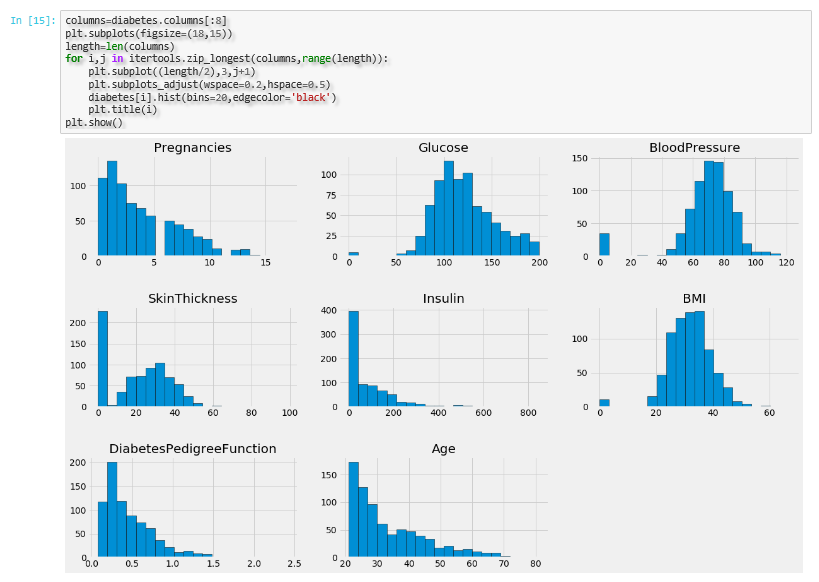 In [15]:
columns=diabetes.columns[:8]
plt.subplots(figsize=(18,15))
length=len(columns)
for i,j in itertools.zip_longest(columns,range(length)):
    plt.subplot((length/2),3,j+1)
    plt.subplots_adjust(wspace=0.2,hspace=0.5)
    diabetes[i].hist(bins=20,edgecolor='black')
    plt.title(i)
plt.show()
Pregnancies
100
50
0
0 5 10 15
Glucose
100
75
50
25
0
0 50 100 150 200
BloodPressure
150
100
50
0
0 20 40 60 80 100 120
SkinThickness
200
150
100
50
0
0 20 40 60 80 100
Insulin
400
300
200
100
0
0 200 400 600 800
BMI
100
50
0
0 20 40 60
DiabetesPedigreeFunction
200
150
100
50
0
0.0 0.5 1.0 1.5 2.0 2.5
Age
150
100
50
0
20 30 40 50 60 70 80